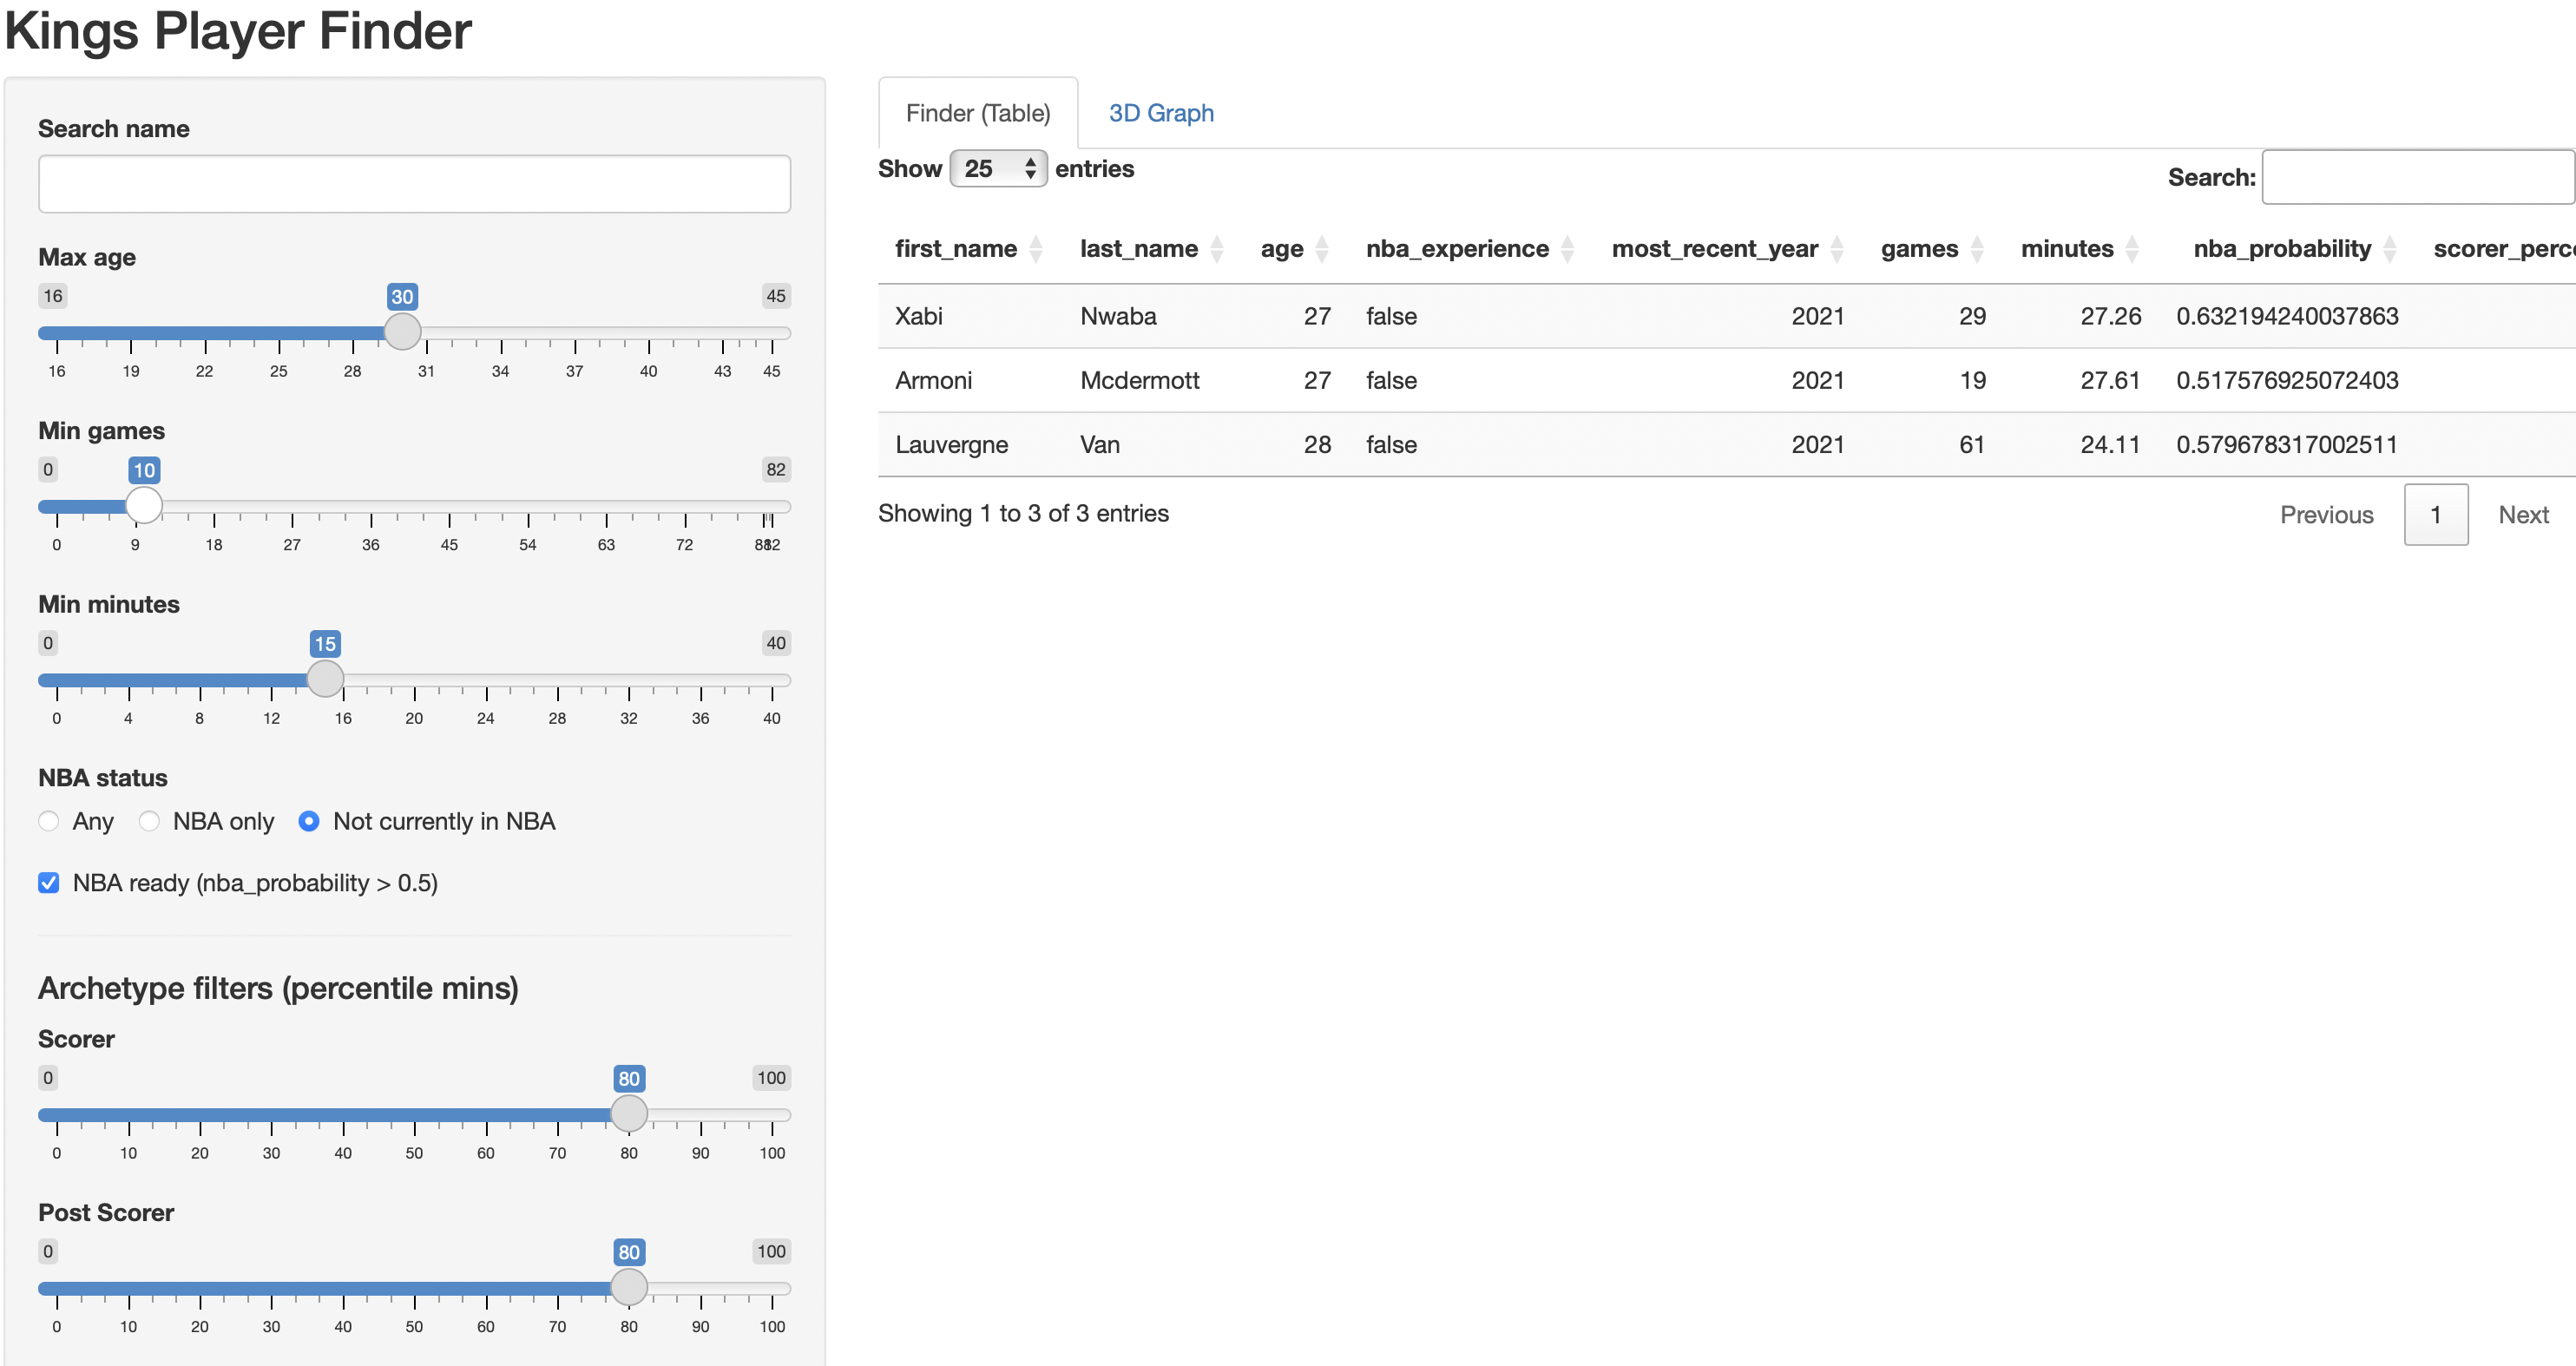 Kings Player Finder
Search name
Max age
16 30 45
16 19 22 25 28 31 34 37 40 43 45
Min games
0 10 82
0 9 18 27 36 45 54 63 72 81 82
Min minutes
0 15 40
0 4 8 12 16 20 24 28 32 36 40
NBA status
Any NBA only Not currently in NBA
NBA ready (nba_probability > 0.5)
Archetype filters (percentile mins)
Scorer
0 80 100
0 10 20 30 40 50 60 70 80 90 100
Post Scorer
0 80 100
0 10 20 30 40 50 60 70 80 90 100
Finder (Table) 3D Graph
Show 25 entries
Search:
first_name last_name age nba_experience most_recent_year games minutes nba_probability scorer_perc
Xabi Nwaba 27 false 2021 29 27.26 0.632194240037863
Armoni Mcdermott 27 false 2021 19 27.61 0.517576925072403
Lauvergne Van 28 false 2021 61 24.11 0.579678317002511
Showing 1 to 3 of 3 entries
Previous 1 Next